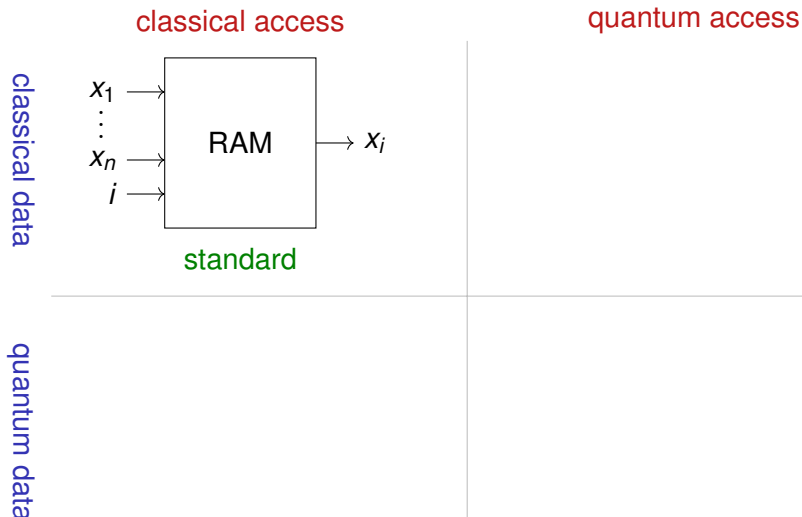 classical access
quantum access
classical data
x₁
⋮
xₙ
i
RAM
xᵢ
standard
quantum data